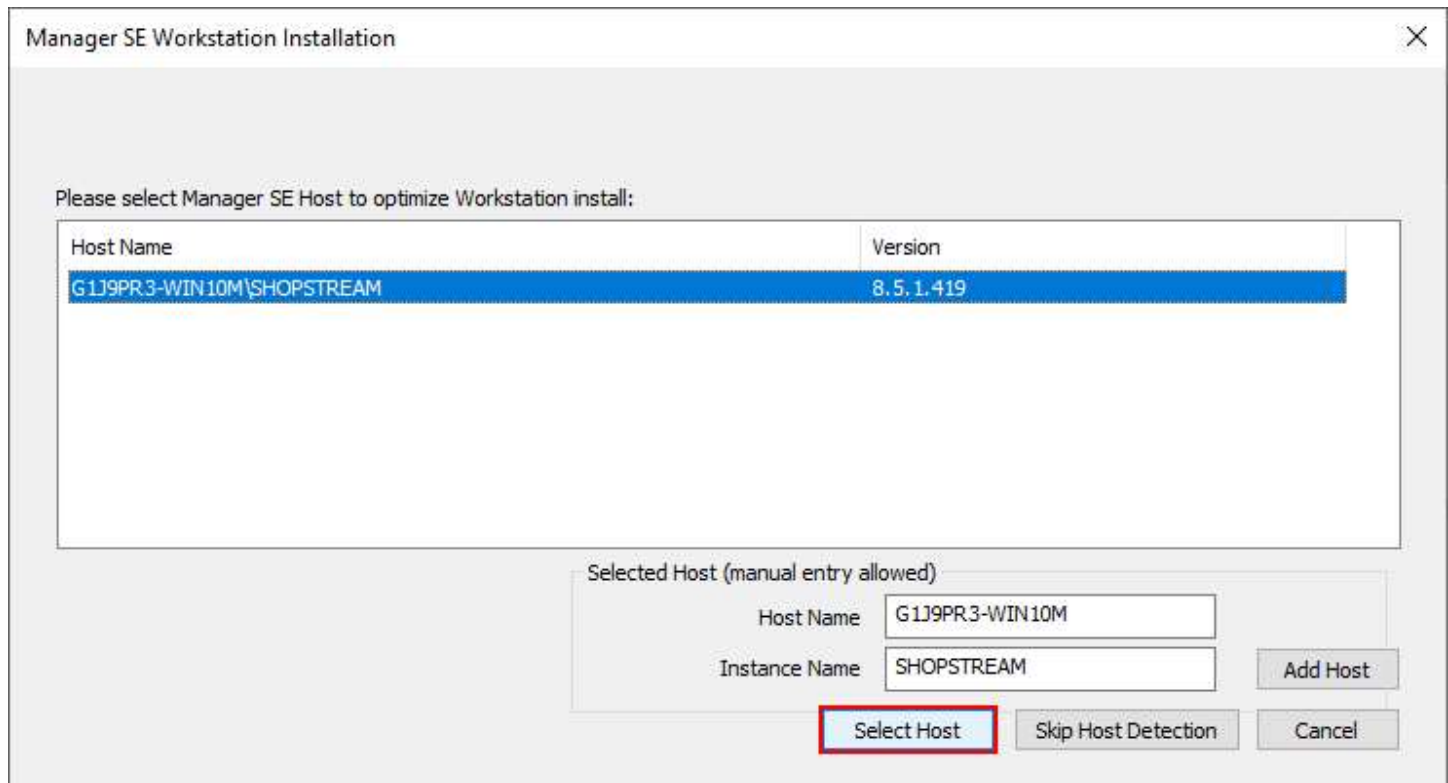 Manager SE Workstation Installation
Please select Manager SE Host to optimize Workstation install:
Host Name Version
G1J9PR3-WIN10M\SHOPSTREAM 8.5.1.419
Selected Host (manual entry allowed)
Host Name G1J9PR3-WIN10M
Instance Name SHOPSTREAM Add Host
Select Host Skip Host Detection Cancel